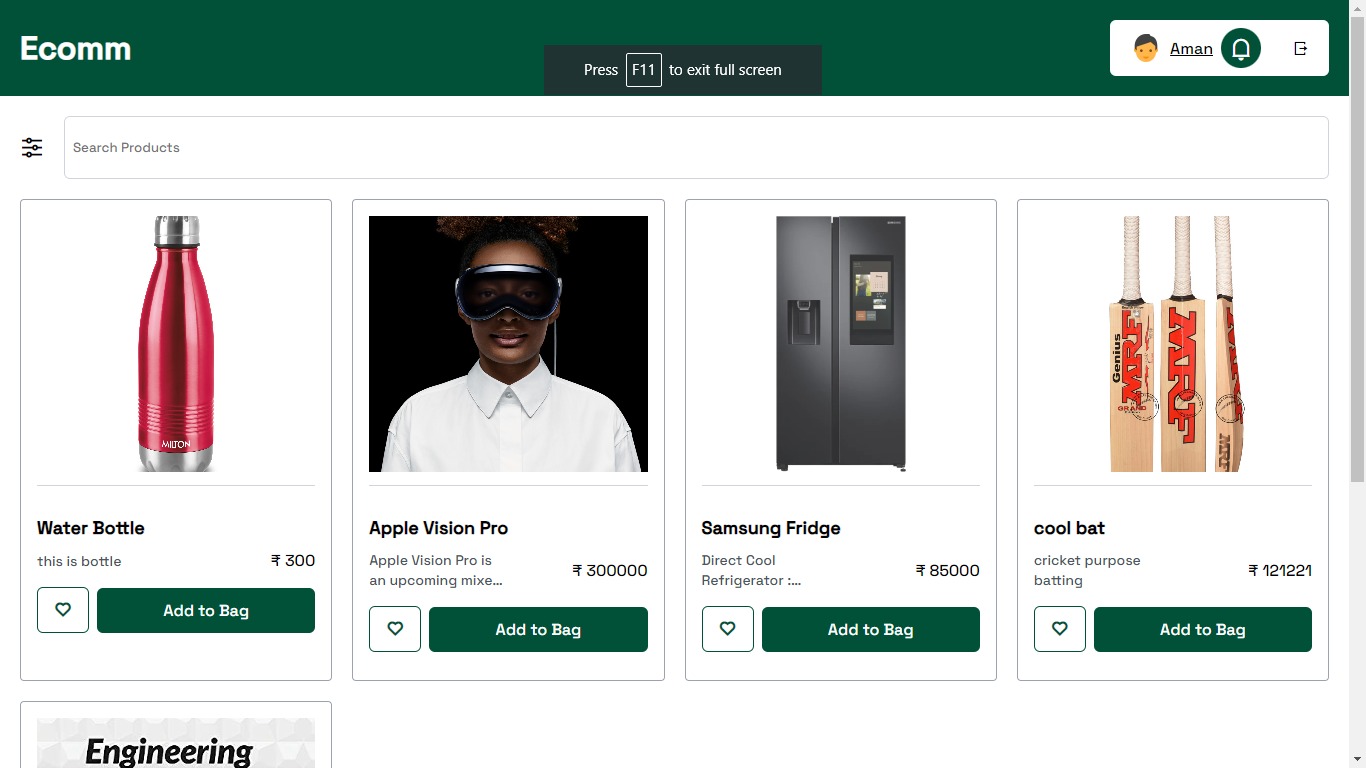 Ecomm
Press F11 to exit full screen
Aman
Search Products
MILTON
SAMSUNG
Genius
MRF
GRAND
MRF
MRF
MRF
Water Bottle
this is bottle
₹ 300
Add to Bag
Apple Vision Pro
Apple Vision Pro is
an upcoming mixe...
₹ 300000
Add to Bag
Samsung Fridge
Direct Cool
Refrigerator :...
₹ 85000
Add to Bag
cool bat
cricket purpose
batting
₹ 121221
Add to Bag
Engineering